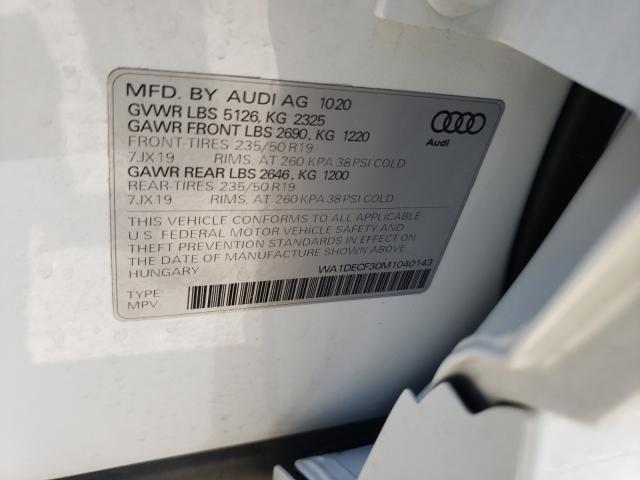 MFD. BY AUDI AG 1020
GVWR LBS 5126, KG 2325
GAWR FRONT LBS 2690, KG 1220
FRONT-TIRES 235/50 R19
7JX19 RIMS, AT 260 KPA 38 PSI COLD
GAWR REAR LBS 2646, KG 1200
REAR-TIRES 235/50 R19
7JX19 RIMS, AT 260 KPA 38 PSI COLD
THIS VEHICLE CONFORMS TO ALL APPLICABLE
U.S. FEDERAL MOTOR VEHICLE SAFETY AND
THEFT PREVENTION STANDARDS IN EFFECT ON
THE DATE OF MANUFACTURE SHOWN ABOVE.
HUNGARY
WA1DECF30M1040143
TYPE:
MPV
Audi